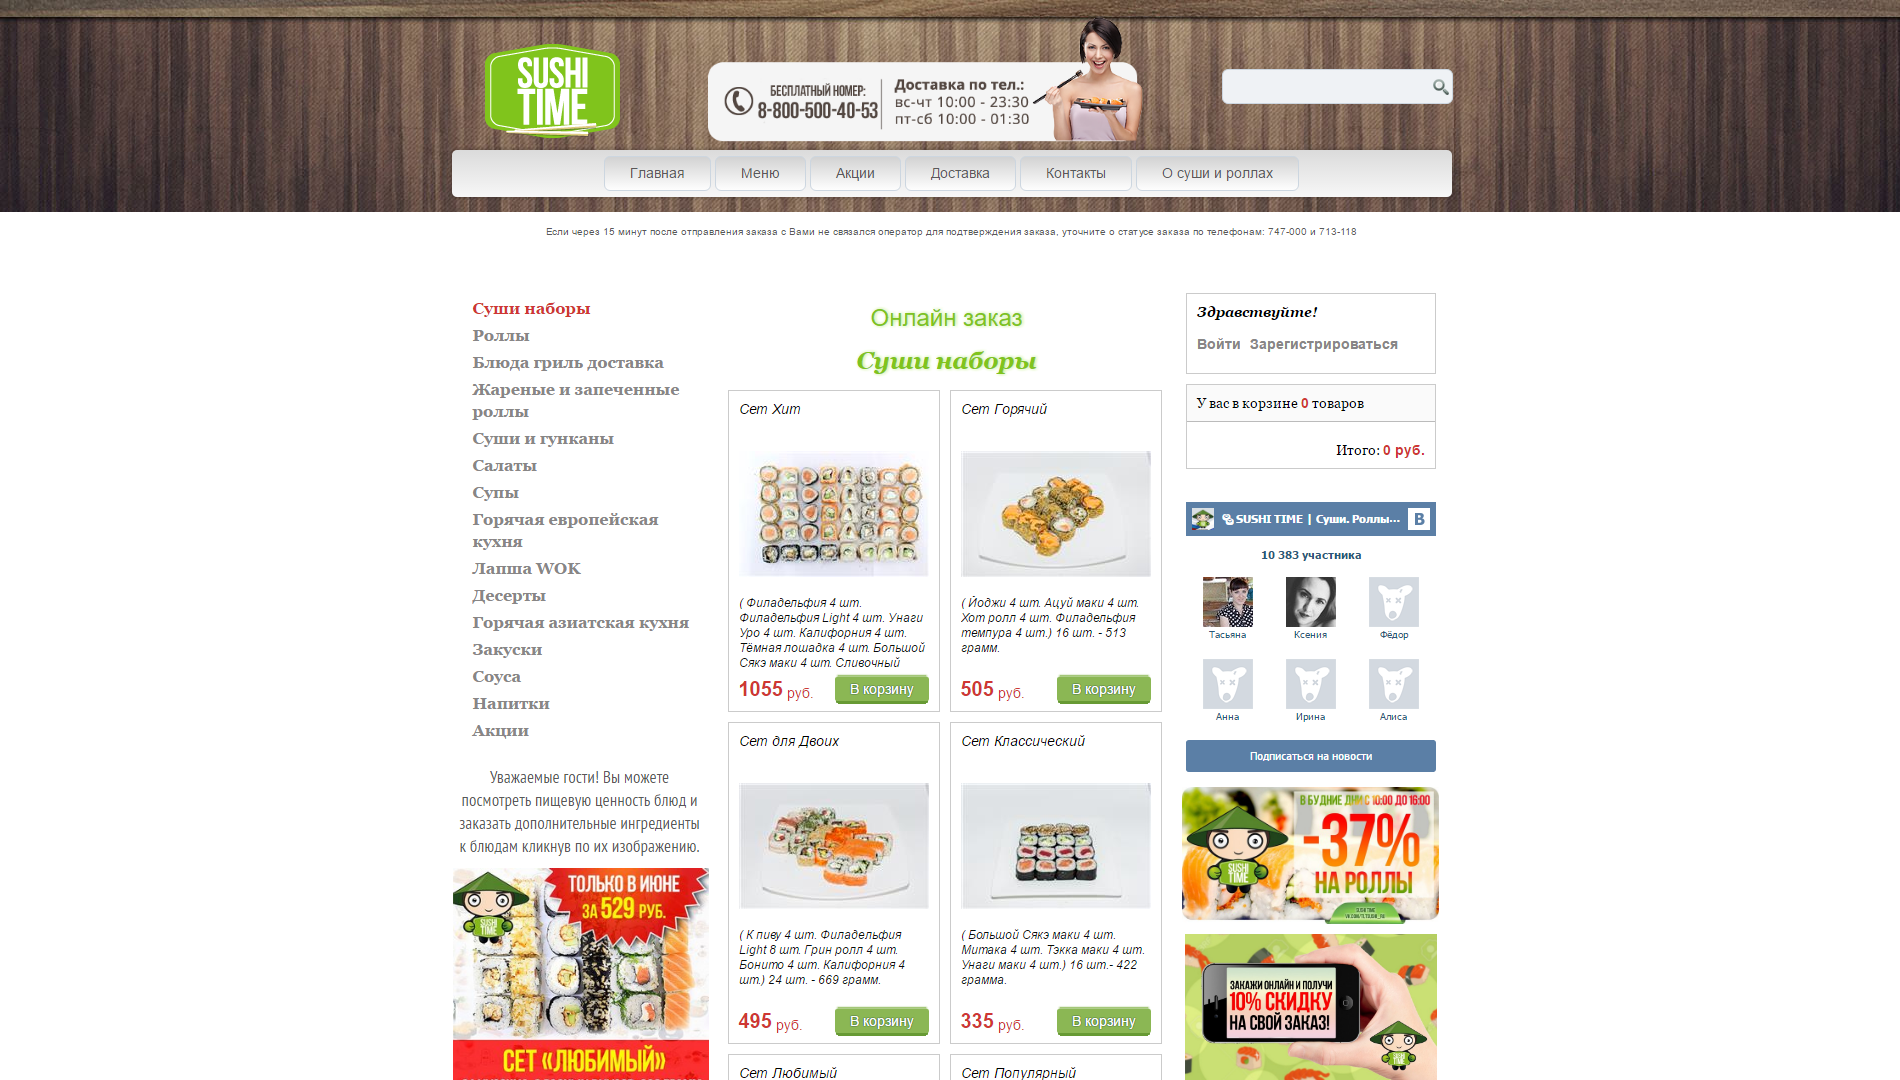 SUSHI
TIME
БЕСПЛАТНЫЙ НОМЕР:
8-800-500-40-53
Доставка по тел.:
вс-чт 10:00 - 23:30
пт-сб 10:00 - 01:30
Главная
Меню
Акции
Доставка
Контакты
О суши и роллах
Если через 15 минут после отправления заказа с Вами не связался оператор для подтверждения заказа, уточните о статусе заказа по телефонам: 747-000 и 713-118
Суши наборы
Роллы
Блюда гриль доставка
Жареные и запеченные
роллы
Суши и гунканы
Салаты
Супы
Горячая европейская
кухня
Лапша WOK
Десерты
Горячая азиатская кухня
Закуски
Соуса
Напитки
Акции
Уважаемые гости! Вы можете
посмотреть пищевую ценность блюд и
заказать дополнительные ингредиенты
к блюдам кликнув по их изображению.
SUSHI
TIME
ТОЛЬКО В ИЮНЕ
ЗА 529 РУБ.
СЕТ «ЛЮБИМЫЙ»
Онлайн заказ
Суши наборы
Сет Хит
( Филадельфия 4 шт.
Филадельфия Light 4 шт. Унаги
Уро 4 шт. Калифорния 4 шт.
Тёмная лошадка 4 шт. Большой
Сякэ маки 4 шт. Сливочный
1055 руб.
В корзину
Сет Горячий
( Йоджи 4 шт. Ацуй маки 4 шт.
Хот ролл 4 шт. Филадельфия
темпура 4 шт.) 16 шт. - 513
грамм.
505 руб.
В корзину
Сет для Двоих
( К пиву 4 шт. Филадельфия
Light 8 шт. Грин ролл 4 шт.
Бонито 4 шт. Калифорния 4
шт.) 24 шт. - 669 грамм.
495 руб.
В корзину
Сет Классический
( Большой Сякэ маки 4 шт.
Митака 4 шт. Тэкка маки 4 шт.
Унаги маки 4 шт.) 16 шт.- 422
грамма.
335 руб.
В корзину
Сет Любимый
Сет Популярный
Здравствуйте!
Войти Зарегистрироваться
У вас в корзине 0 товаров
Итого: 0 руб.
SUSHI TIME | Суши. Роллы...
B
10 383 участника
Тасьяна
Ксения
Фёдор
Анна
Ирина
Алиса
Подписаться на новости
В БУДНИЕ ДНИ С 10:00 ДО 16:00
-37%
НА РОЛЛЫ
SUSHI
TIME
ЗАКАЖИ ОНЛАЙН И ПОЛУЧИ
10% СКИДКУ
НА СВОЙ ЗАКАЗ!
SUSHI
TIME